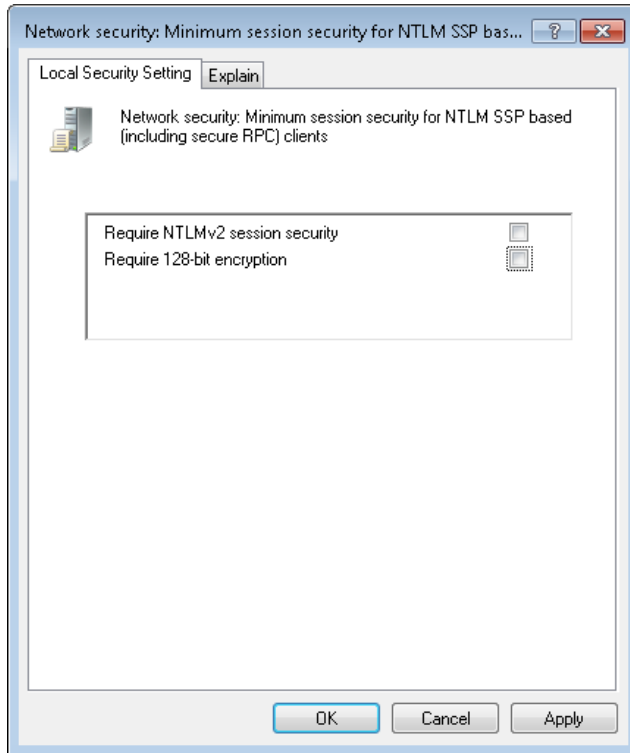 Network security: Minimum session security for NTLM SSP bas...
Local Security Setting
Explain
Network security: Minimum session security for NTLM SSP based
(including secure RPC) clients
Require NTLMv2 session security
Require 128-bit encryption
OK
Cancel
Apply